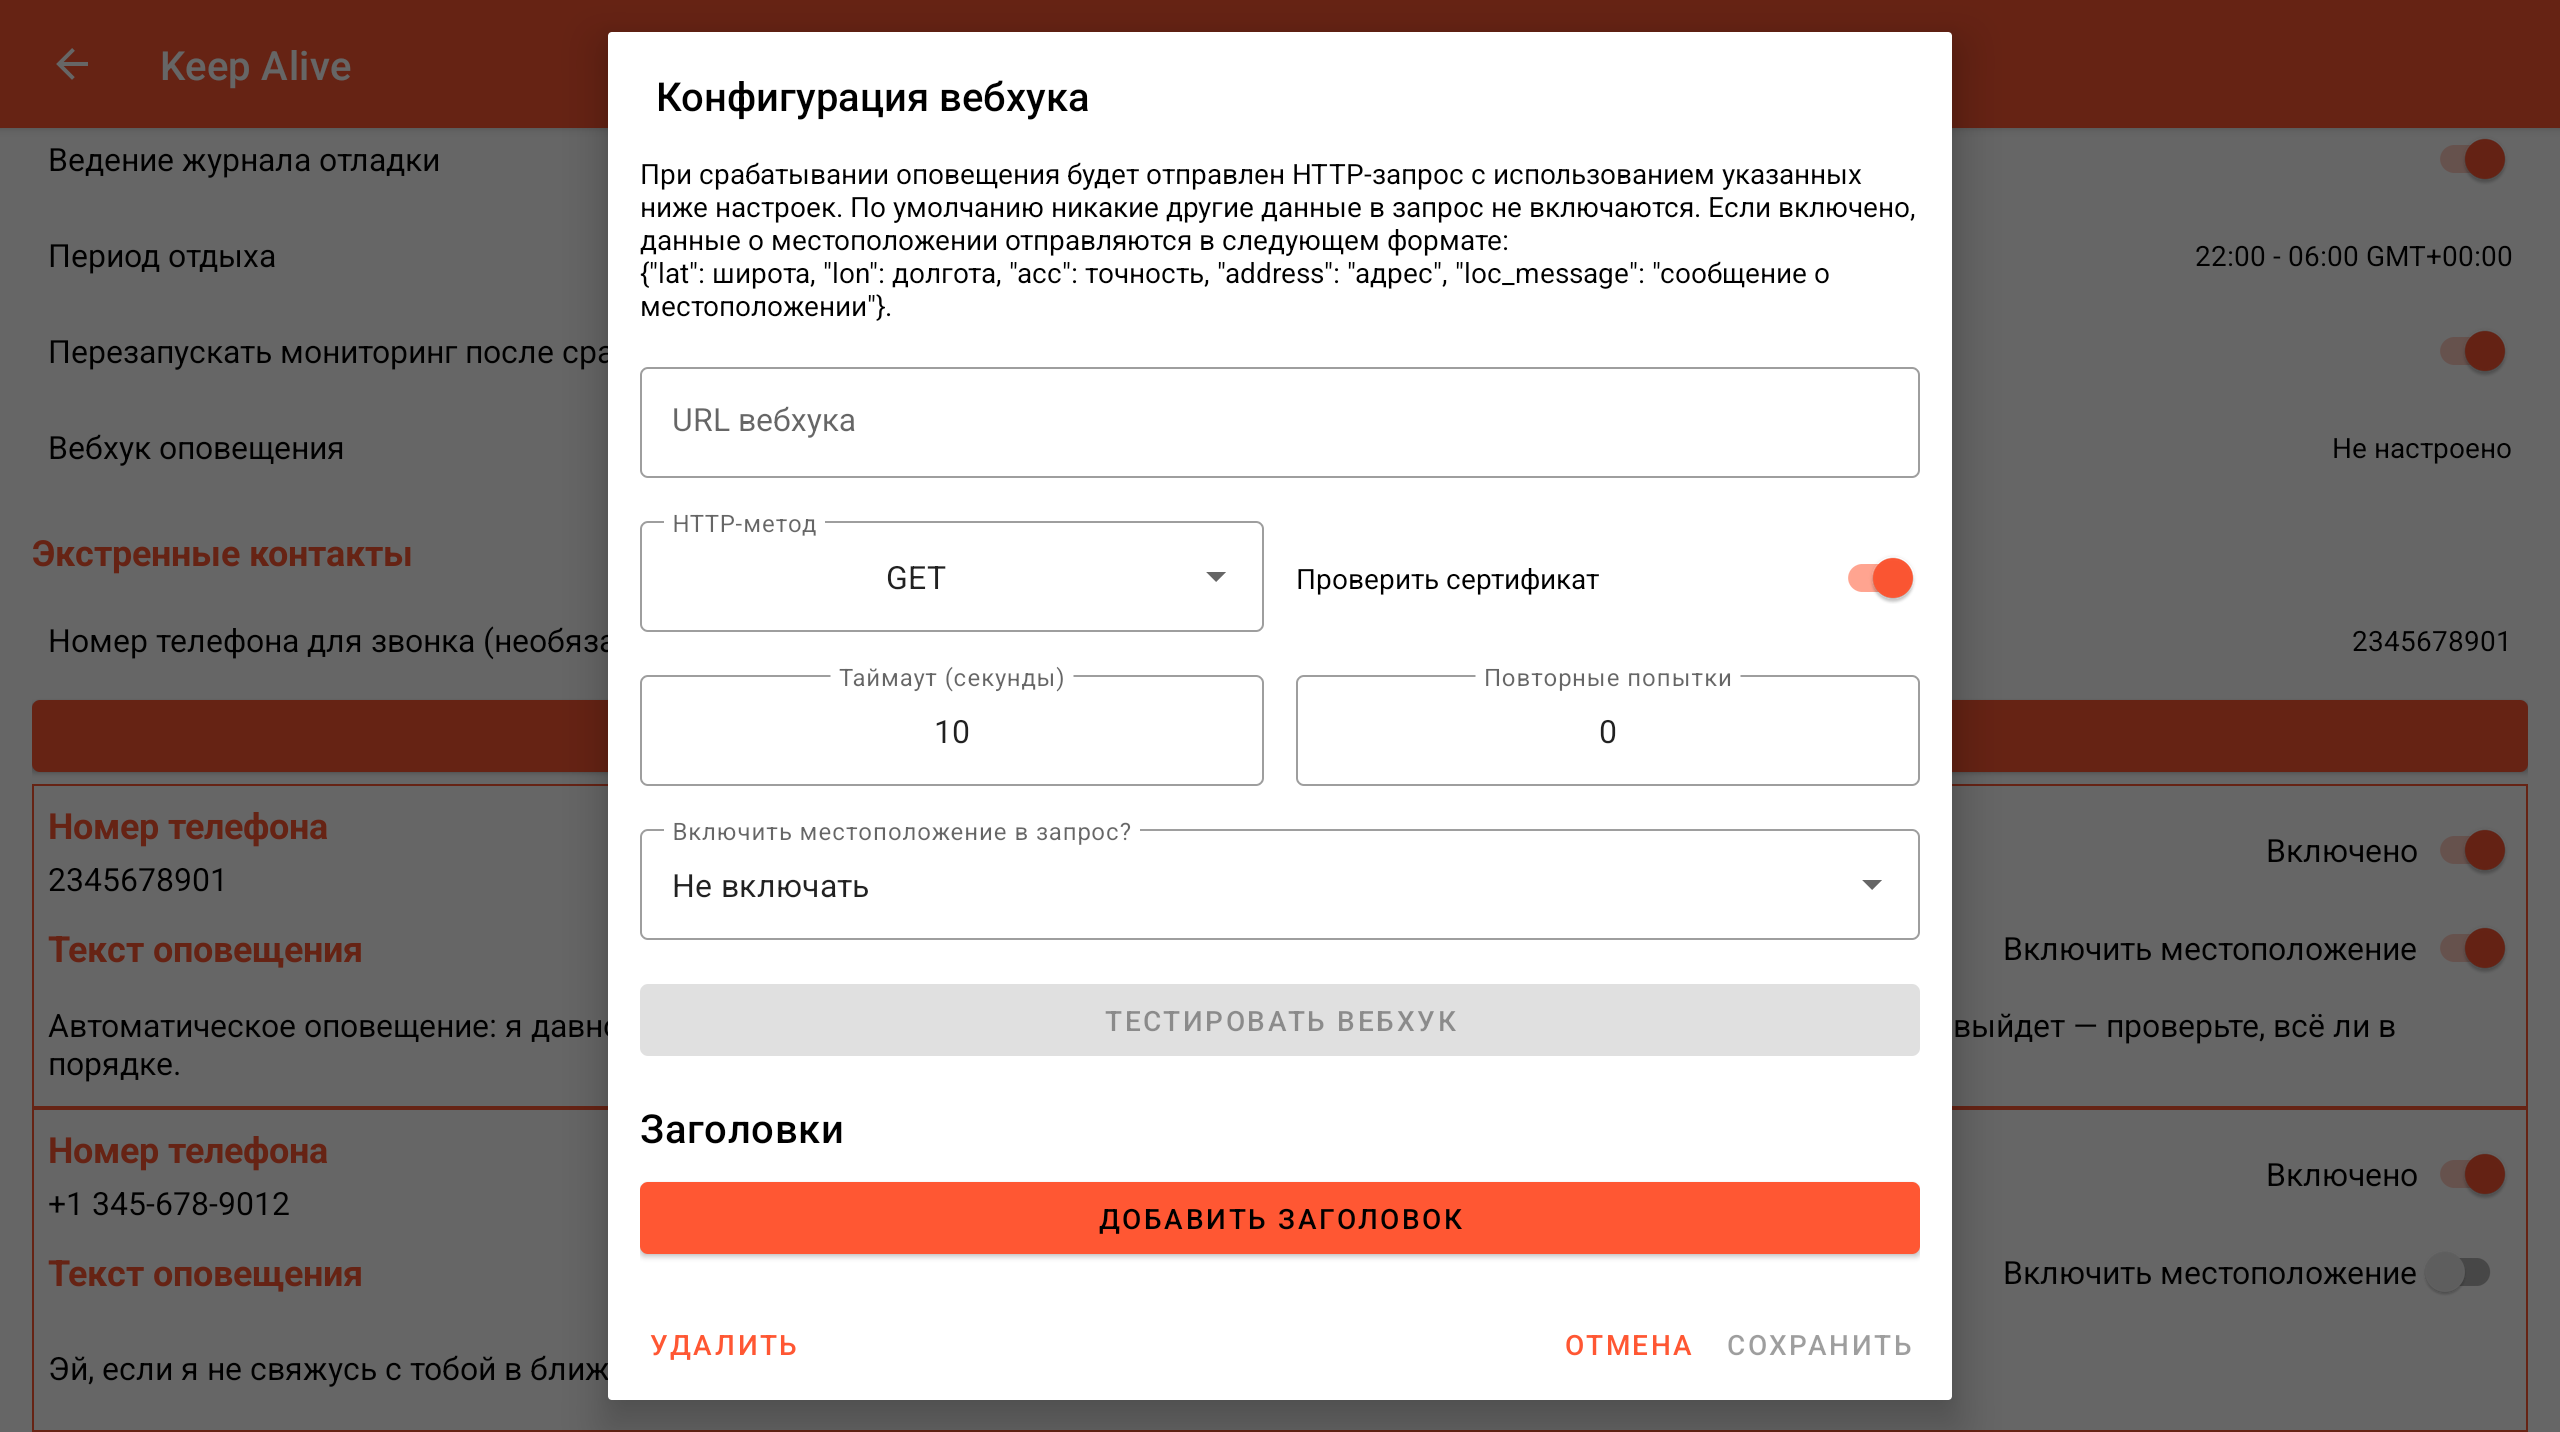 Keep Alive
Ведение журнала отладки
Период отдыха
22:00 - 06:00 GMT+00:00
Перезапускать мониторинг после
Вебхук оповещения
Не настроено
Экстренные контакты
Номер телефона для звонка
2345678901
Номер телефона
2345678901
Включено
Текст оповещения
Включить местоположение
Автоматическое оповещение: я
выйдет — проверьте, всё ли в
порядке.
Номер телефона
+1 345-678-9012
Включено
Текст оповещения
Включить местоположение
Эй, если я не свяжусь с тобой в
Конфигурация вебхука
При срабатывании оповещения будет отправлен HTTP-запрос с использованием указанных
ниже настроек. По умолчанию никакие другие данные в запрос не включаются. Если включено,
данные о местоположении отправляются в следующем формате:
{"lat": широта, "lon": долгота, "acc": точность, "address": "адрес", "loc_message": "сообщение о
местоположении"}.
URL вебхука
HTTP-метод
GET
Проверить сертификат
Таймаут (секунды)
10
Повторные попытки
0
Включить местоположение в запрос?
Не включать
ТЕСТИРОВАТЬ ВЕБХУК
Заголовки
ДОБАВИТЬ ЗАГОЛОВОК
УДАЛИТЬ
ОТМЕНА
СОХРАНИТЬ